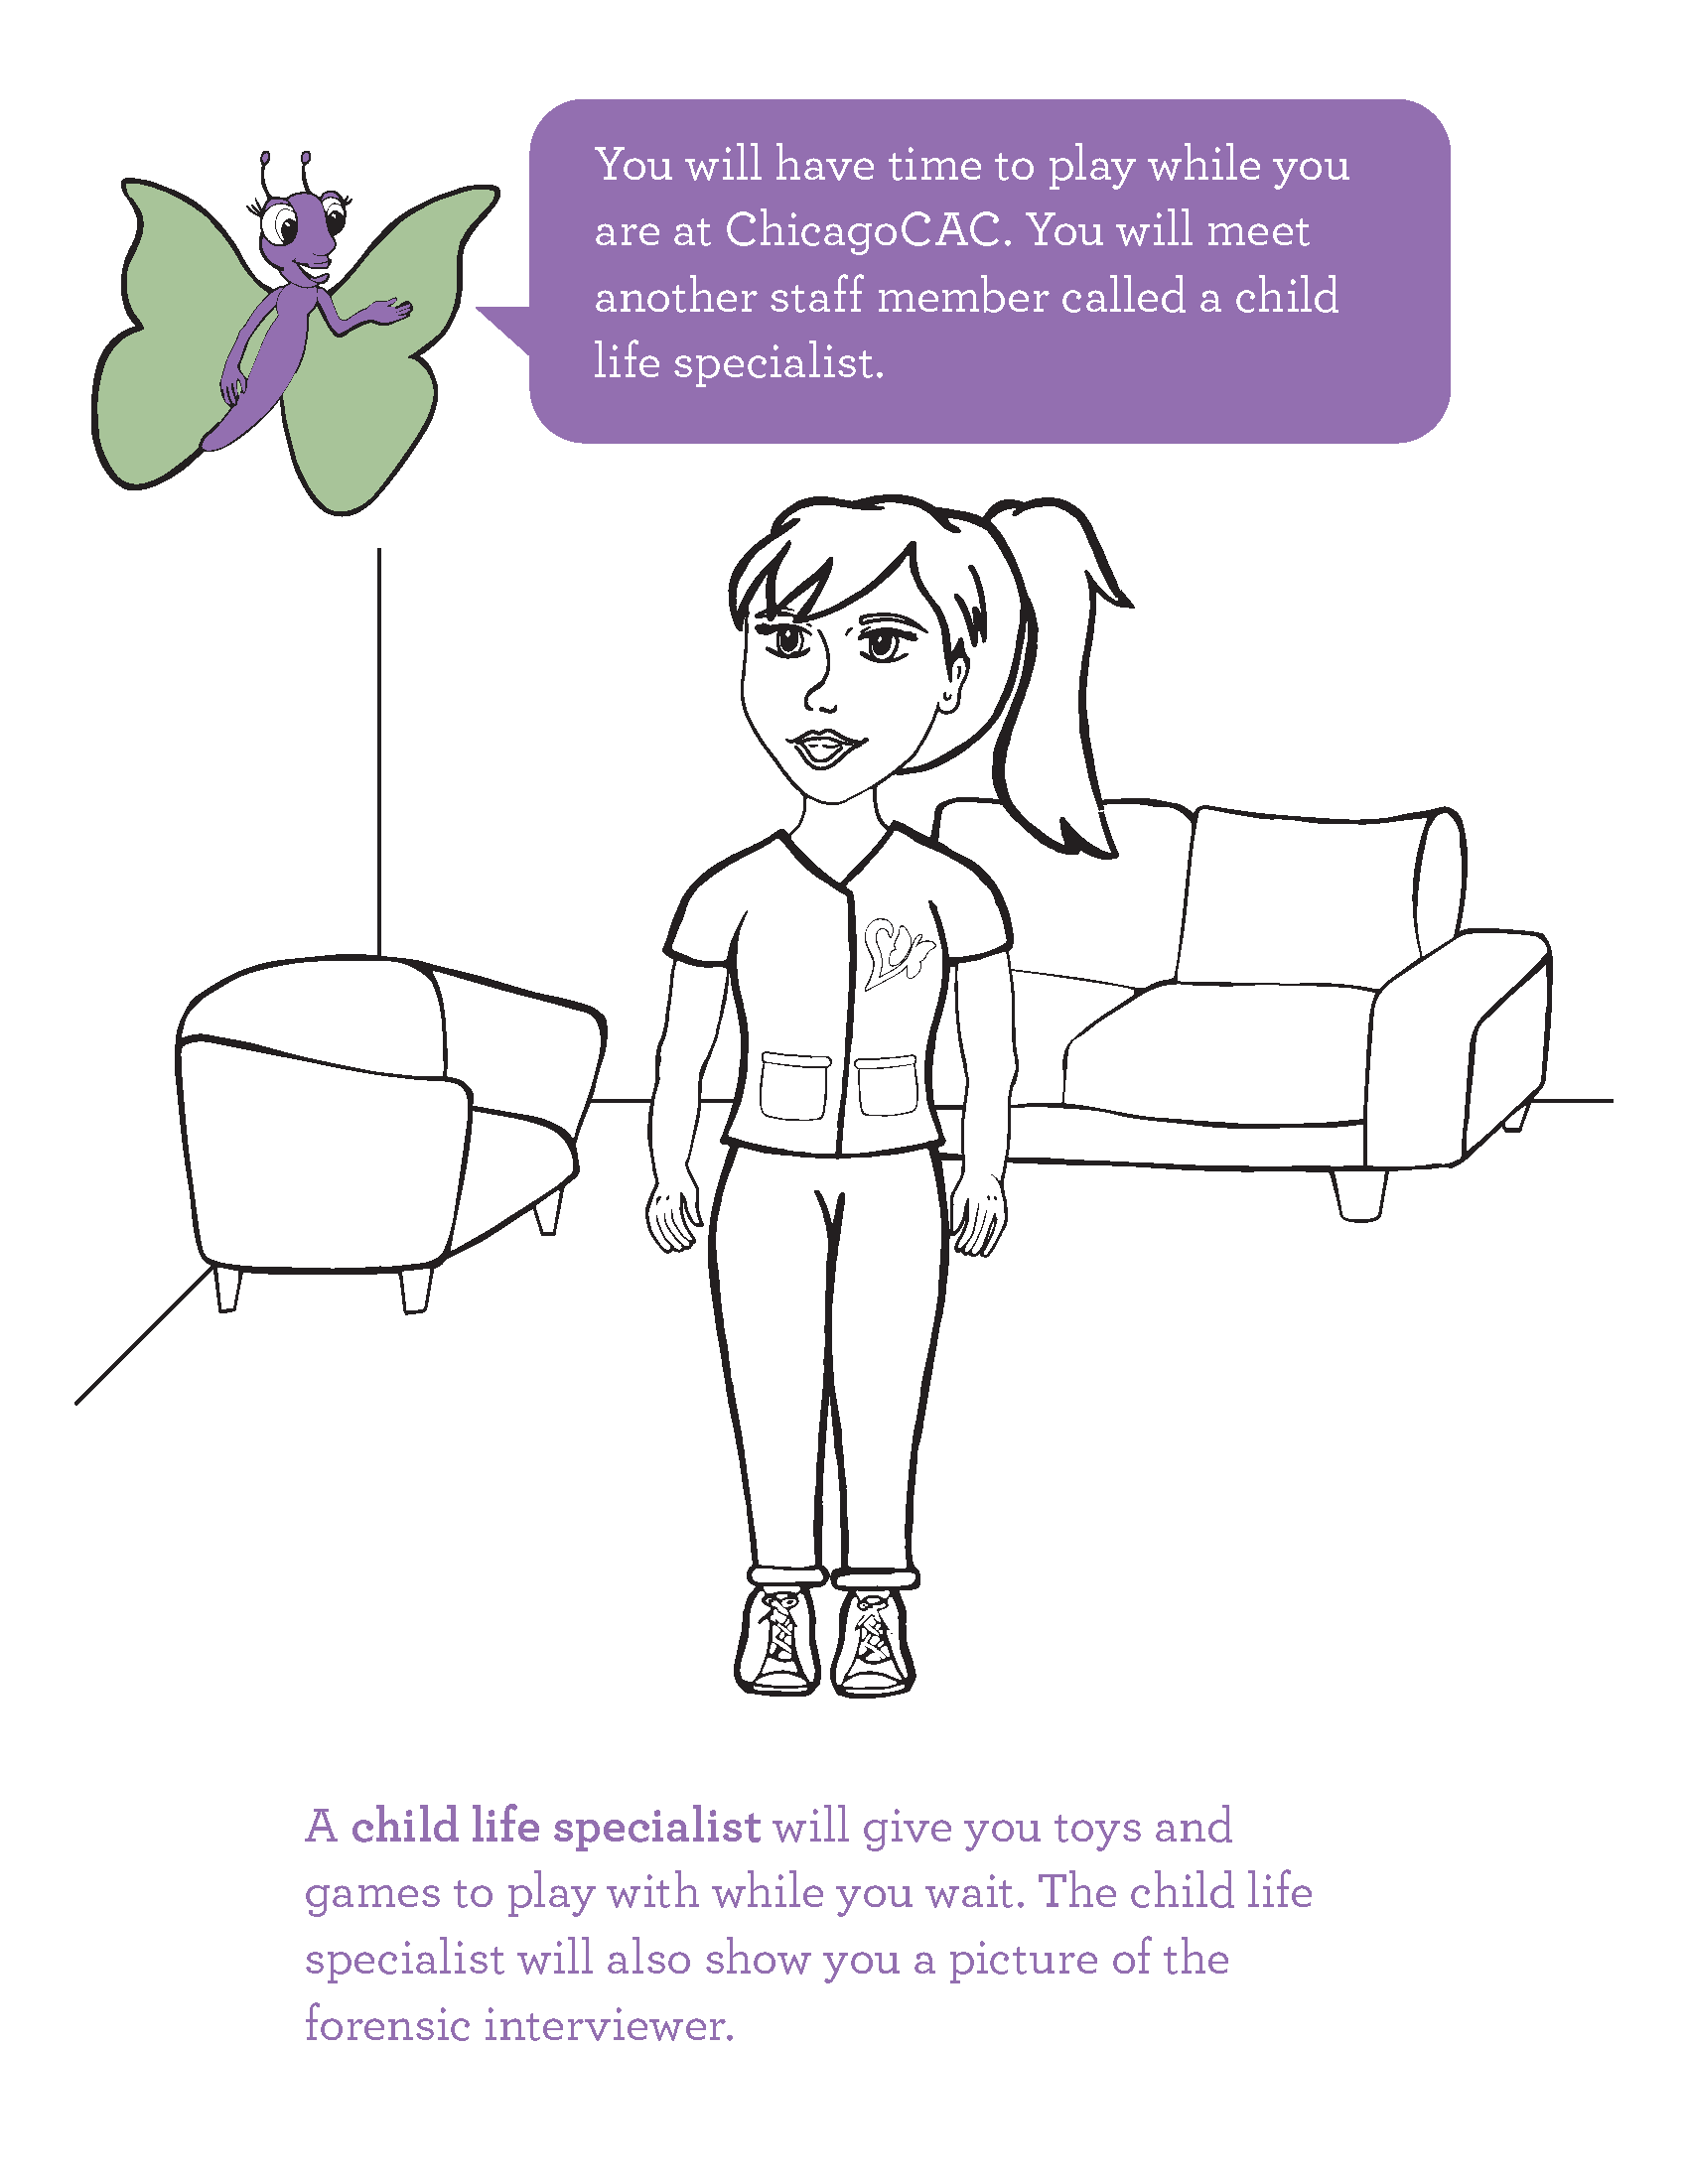 You will have time to play while you
are at ChicagoCAC. You will meet
another staff member called a child
life specialist.
A child life specialist will give you toys and
games to play with while you wait. The child life
specialist will also show you a picture of the
forensic interviewer.